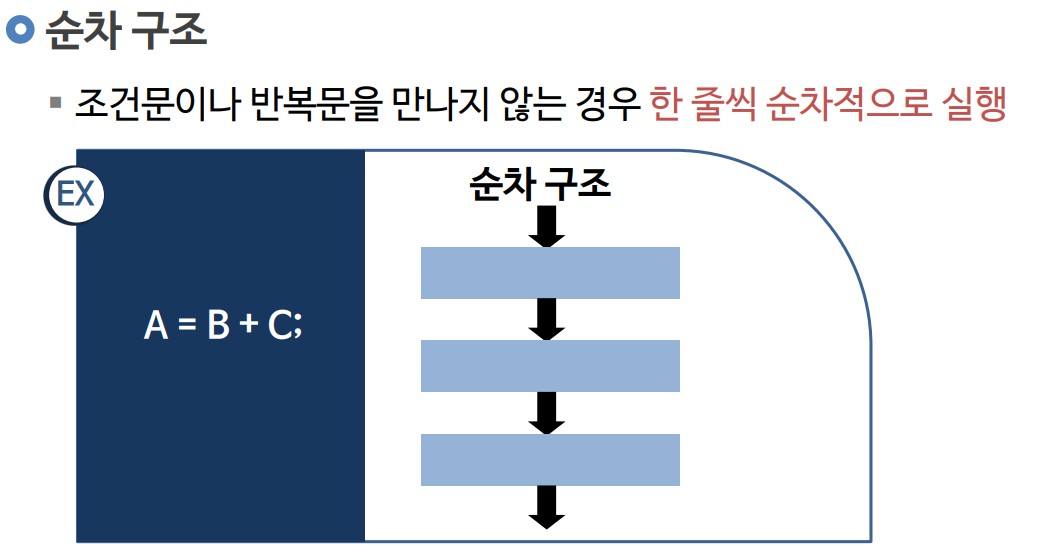 순차 구조
조건문이나 반복문을 만나지 않는 경우 한 줄씩 순차적으로 실행
EX
A = B + C;
순차 구조